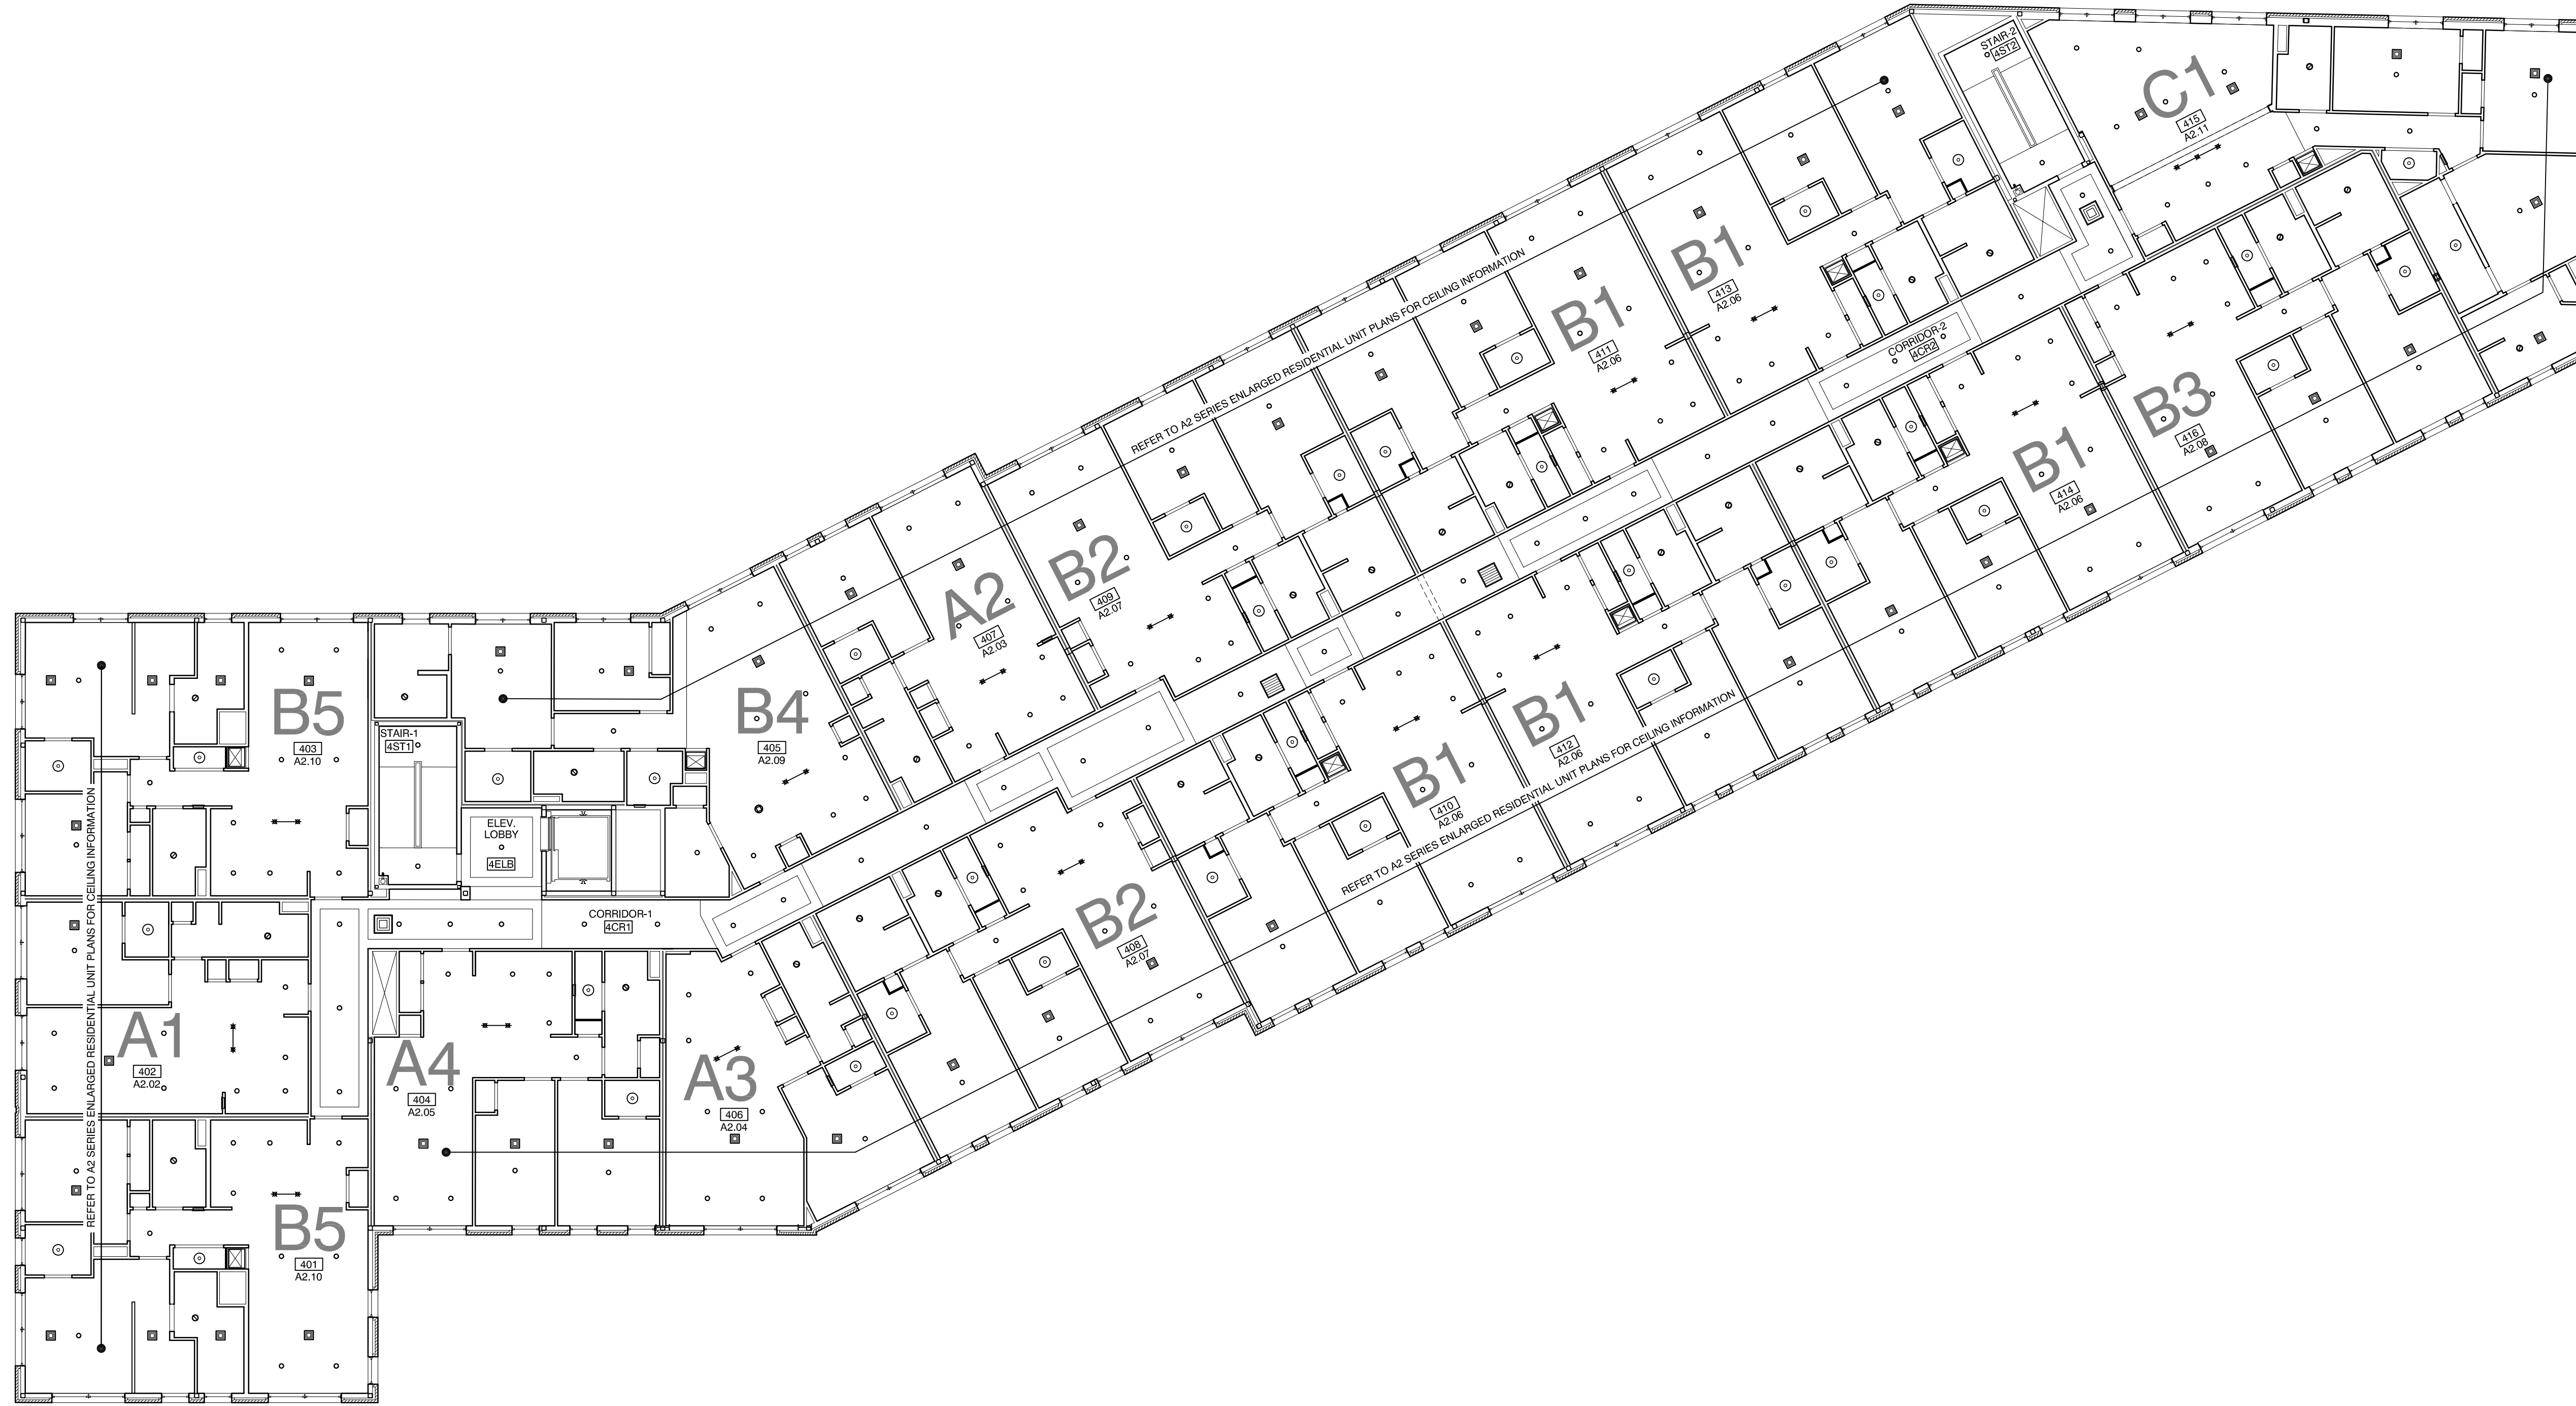 STAIR-2
4ST2
C1
415
A2.11
B1
413
A2.06
B1
411
A2.06
REFER TO A2 SERIES ENLARGED RESIDENTIAL UNIT PLANS FOR CEILING INFORMATION
CORRIDOR-2
4CR2
B3
416
A2.08
B1
414
A2.06
B2
409
A2.07
A2
407
A2.03
B4
405
A2.09
B5
403
A2.10
STAIR-1
4ST1
ELEV.
LOBBY
4ELB
CORRIDOR-1
4CR1
B1
412
A2.06
B1
410
A2.06
REFER TO A2 SERIES ENLARGED RESIDENTIAL UNIT PLANS FOR CEILING INFORMATION
B2
408
A2.07
REFER TO A2 SERIES ENLARGED RESIDENTIAL UNIT PLANS FOR CEILING INFORMATION
A1
402
A2.02
A4
404
A2.05
A3
406
A2.04
B5
401
A2.10